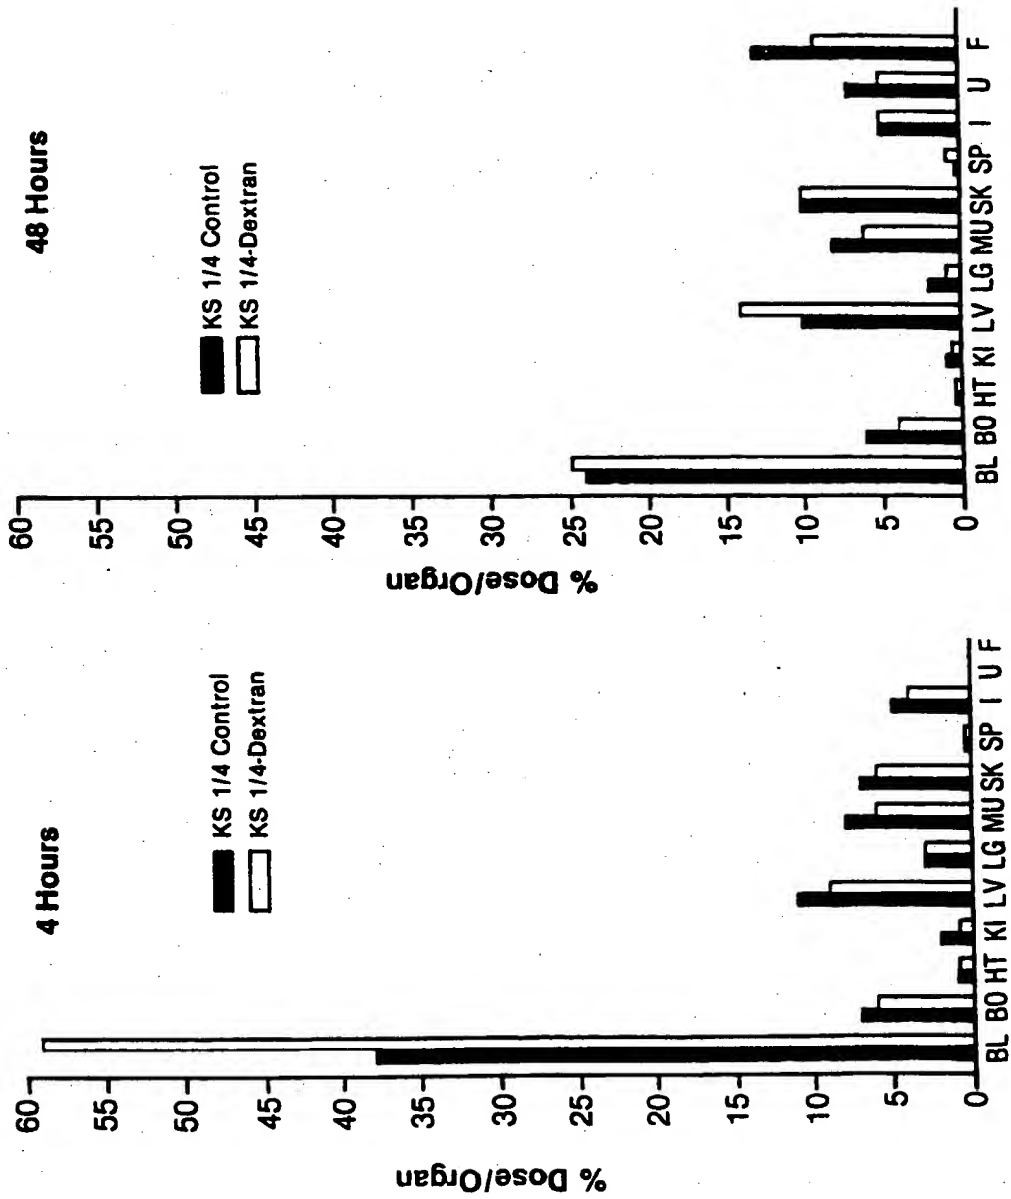 4 Hours
KS 1/4 Control
KS 1/4-Dextran
% Dose/Organ
60
55
50
45
40
35
30
25
20
15
10
5
0
BL BO HT KI LV LG MU SK SP I U F
48 Hours
KS 1/4 Control
KS 1/4-Dextran
% Dose/Organ
60
55
50
45
40
35
30
25
20
15
10
5
0
BL BO HT KI LV LG MU SK SP I U F